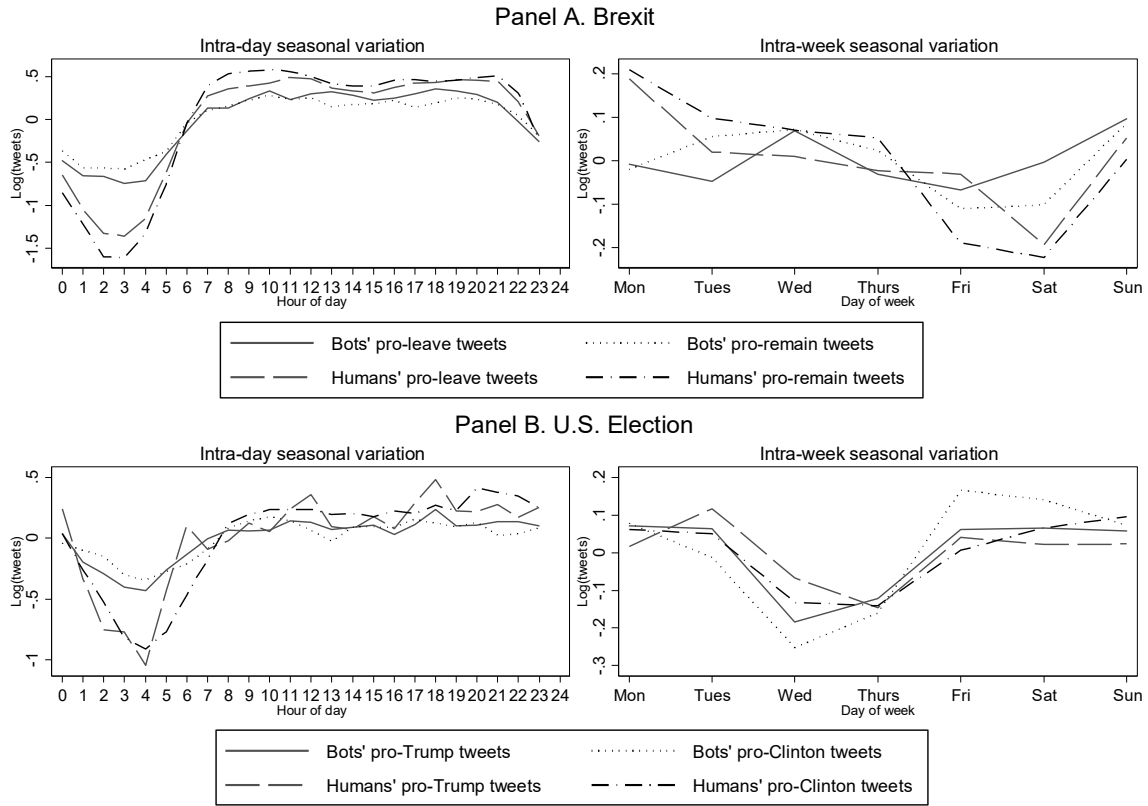 Panel A. Brexit
Intra-day seasonal variation
Log(tweets)
.5
0
-.5
-1
-1.5
0 1 2 3 4 5 6 7 8 9 10 11 12 13 14 15 16 17 18 19 20 21 22 23 24
Hour of day
Intra-week seasonal variation
Log(tweets)
.2
.1
0
-.1
-.2
Mon Tues Wed Thurs Fri Sat Sun
Day of week
Bots' pro-leave tweets Bots' pro-remain tweets
Humans' pro-leave tweets Humans' pro-remain tweets
Panel B. U.S. Election
Intra-day seasonal variation
Log(tweets)
.5
0
-.5
-1
0 1 2 3 4 5 6 7 8 9 10 11 12 13 14 15 16 17 18 19 20 21 22 23 24
Hour of day
Intra-week seasonal variation
Log(tweets)
.2
.1
0
-.1
-.2
-.3
Mon Tues Wed Thurs Fri Sat Sun
Day of week
Bots' pro-Trump tweets Bots' pro-Clinton tweets
Humans' pro-Trump tweets Humans' pro-Clinton tweets